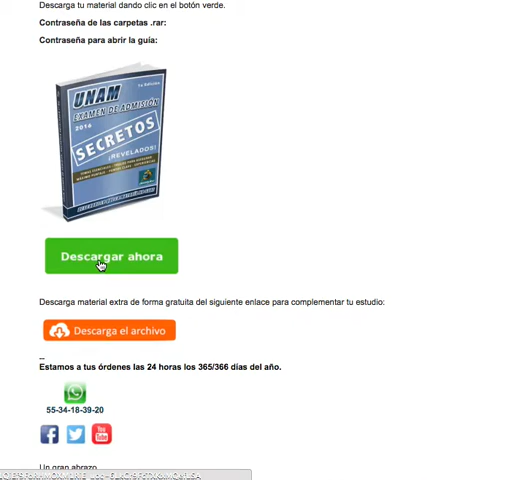 Descarga tu material dando clic en el botón verde.
Contraseña de las carpetas .rar:
Contraseña para abrir la guía:
UNAM
EXAMEN DE ADMISIÓN
2016
SECRETOS
¡REVELADOS!
Descargar ahora
Descarga material extra de forma gratuita del siguiente enlace para complementar tu estudio:
Descarga el archivo
--
Estamos a tus órdenes las 24 horas los 365/366 días del año.
55-34-18-39-20
You
Tube
Un gran abrazo